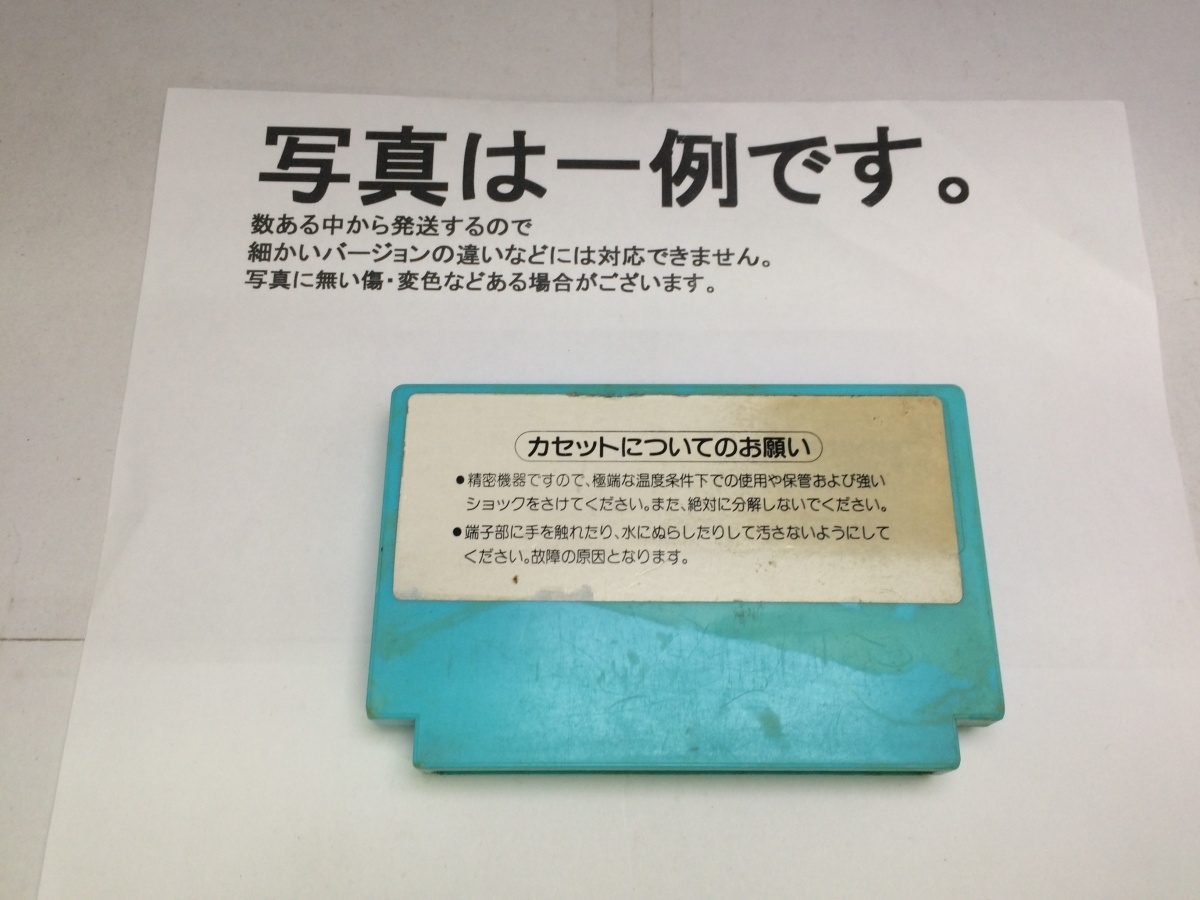 写真は一例です。
数ある中から発送するので
細かいバージョンの違いなどには対応できません。
写真に無い傷・変色などある場合がございます。
カセットについてのお願い
●精密機器ですので、極端な温度条件下での使用や保管および強い
ショックをさけてください。また、絶対に分解しないでください。
●端子部に手を触れたり、水にぬらしたりして汚さないようにして
ください。故障の原因となります。